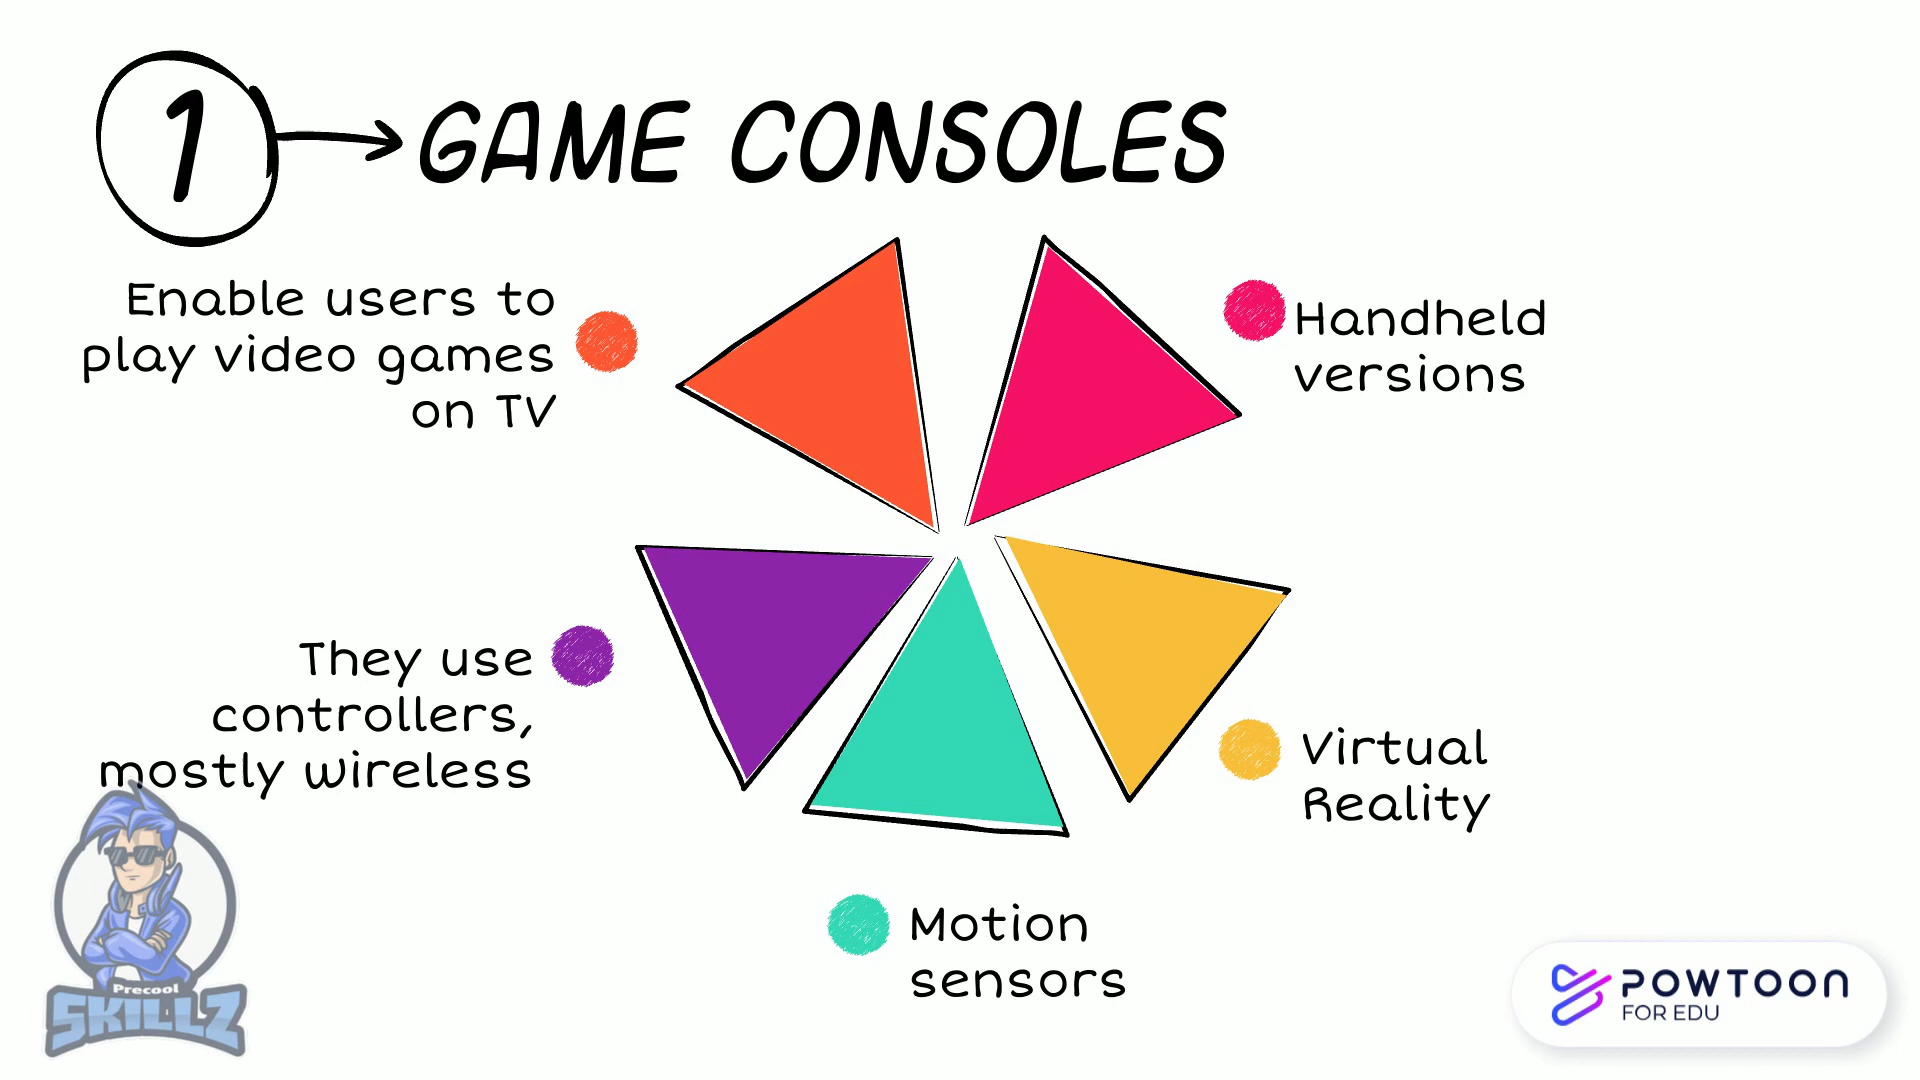 1
GAME CONSOLES
Enable users to
play video games
on TV
Handheld
versions
They use
controllers,
mostly wireless
Virtual
Reality
Motion
sensors
Precool
SKILLZ
POWTOON
FOR EDU